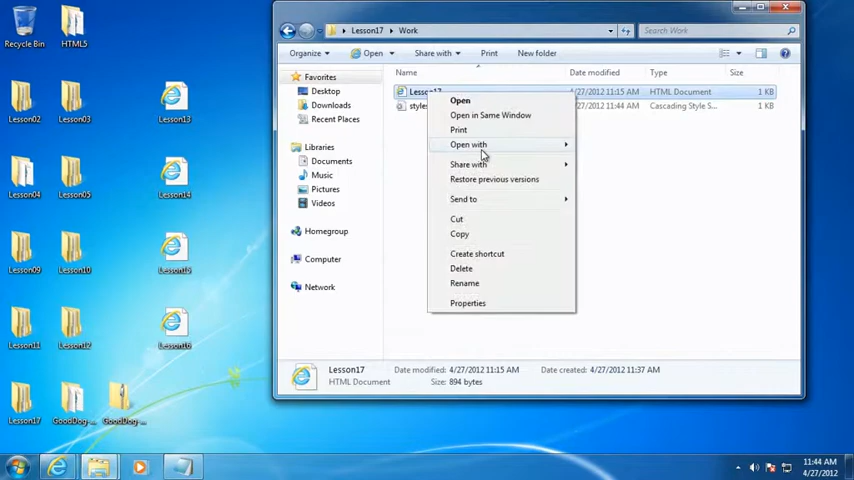 Recycle Bin
HTML5
Lesson02
Lesson03
Lesson13
Lesson04
Lesson05
Lesson14
Lesson09
Lesson10
Lesson15
Lesson11
Lesson12
Lesson16
Lesson17
GoodDog-...
GoodDog ...
Lesson17
Work
Search Work
Organize
Open
Share with
Print
New folder
Favorites
Desktop
Downloads
Recent Places
Libraries
Documents
Music
Pictures
Videos
Homegroup
Computer
Network
Name
Date modified
Type
Size
Lesson17
4/27/2012 11:15 AM
HTML Document
1 KB
styles
4/27/2012 11:44 AM
Cascading Style S...
1 KB
Open
Open in Same Window
Print
Open with
Share with
Restore previous versions
Send to
Cut
Copy
Create shortcut
Delete
Rename
Properties
Lesson17
Date modified: 4/27/2012 11:15 AM
Date created: 4/27/2012 11:37 AM
HTML Document
Size: 894 bytes
11:44 AM
4/27/2012